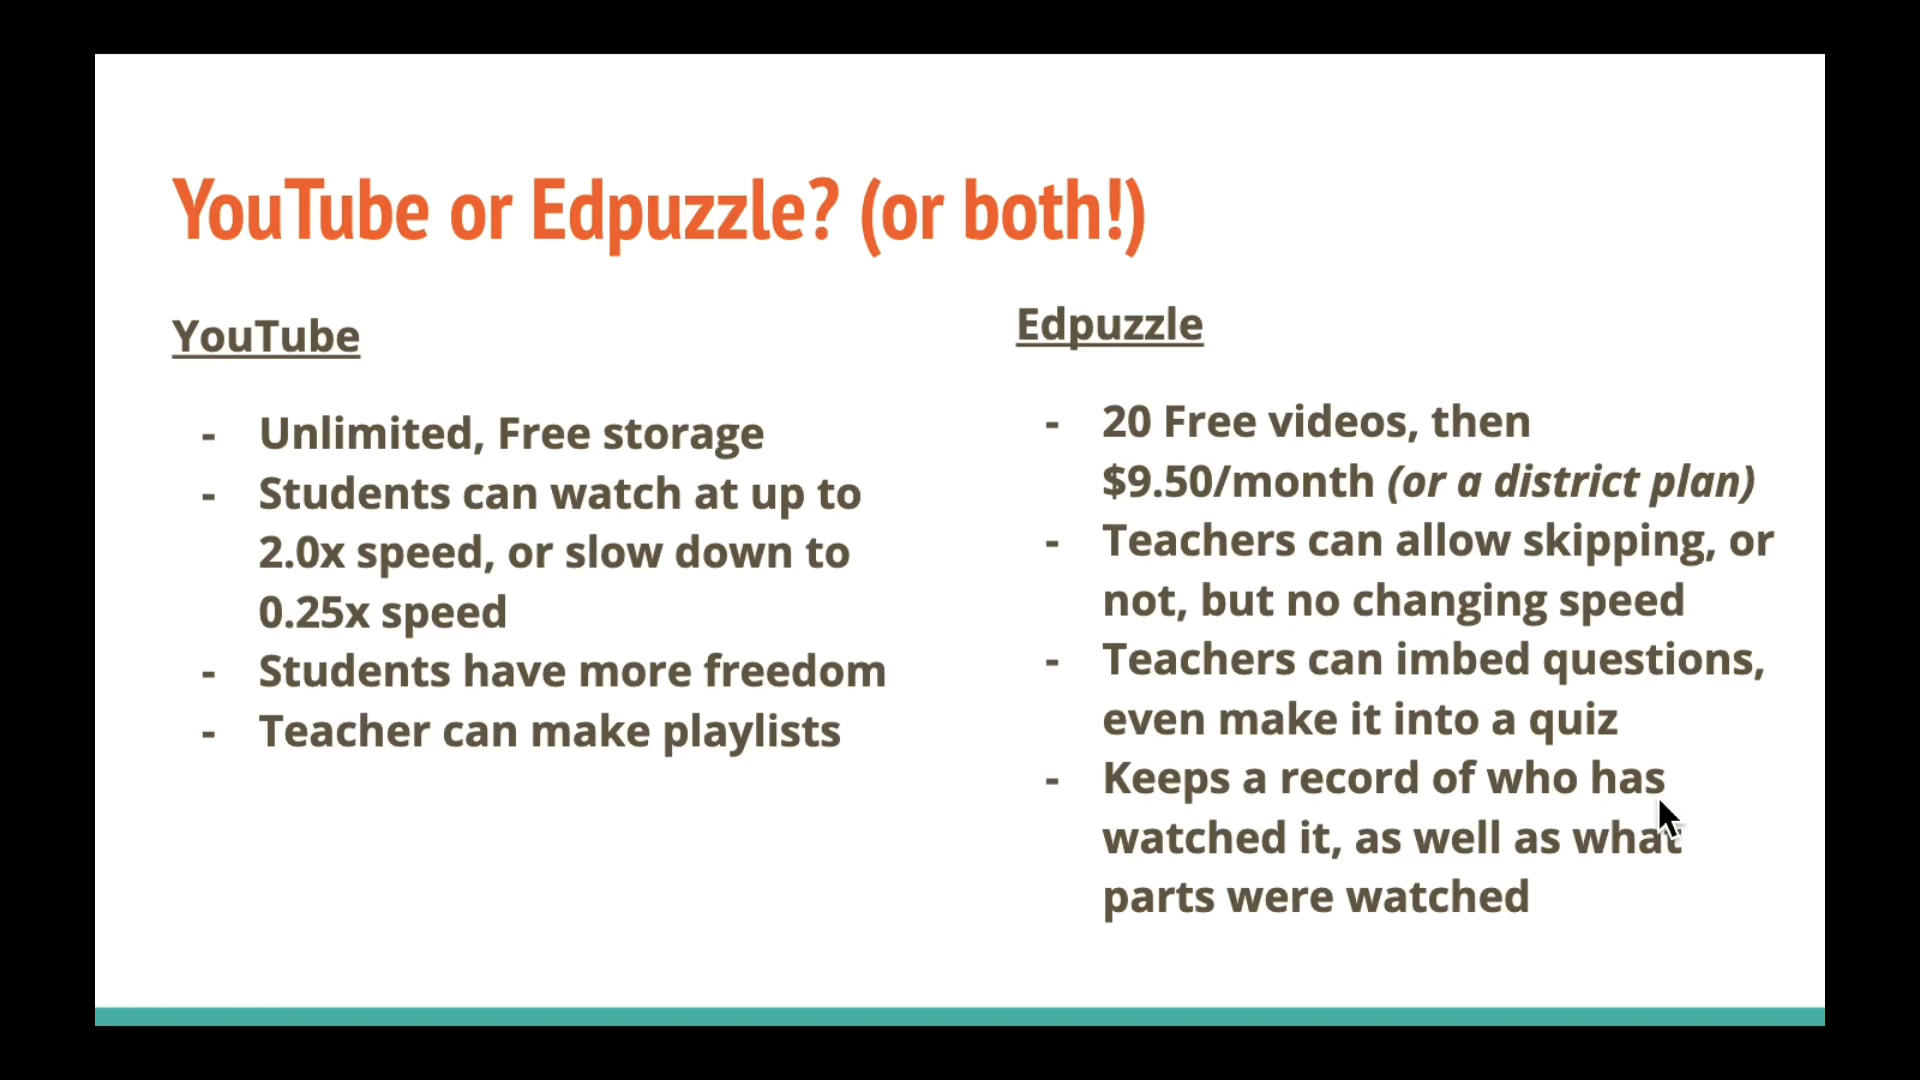 YouTube or Edpuzzle? (or both!)
YouTube
- Unlimited, Free storage
- Students can watch at up to
2.0x speed, or slow down to
0.25x speed
- Students have more freedom
- Teacher can make playlists
Edpuzzle
- 20 Free videos, then
$9.50/month (or a district plan)
- Teachers can allow skipping, or
not, but no changing speed
- Teachers can imbed questions,
even make it into a quiz
- Keeps a record of who has
watched it, as well as what
parts were watched